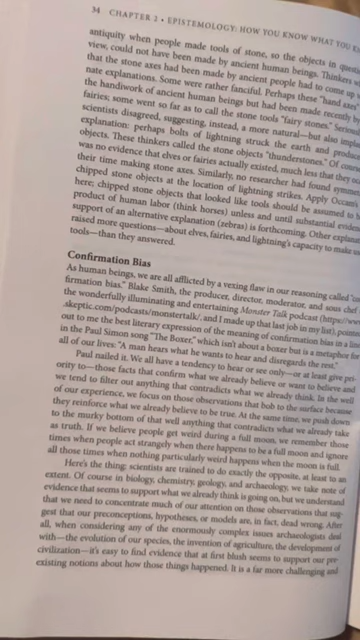 34 CHAPTER 2 • EPISTEMOLOGY: HOW YOU KNOW WHAT YOU
antiquity when people made tools of stone, so the objects in
view, could not have been made by ancient human beings. Thinkers
that the stone axes had been made by ancient people had to come up
nate explanations. Some were rather fanciful. Perhaps these "hand axes"
the handiwork of ancient human beings but had been made recently by
fairies; some went so far as to call the stone tools "fairy stones." Serious
scientists disagreed, suggesting, instead, a more natural—but also
explanation: perhaps bolts of lightning struck the earth and
objects. These thinkers called the stone objects "thunderstones." Of course
was no evidence that elves or fairies actually existed, much less that they
their time making stone axes. Similarly, no researcher had found
chipped stone objects at the location of lightning strikes. Apply Occam's
here; chipped stone objects that looked like tools should be assumed to
product of human labor (think horses) unless and until substantial
support of an alternative explanation (zebras) is forthcoming. Other
raised more questions—about elves, fairies, and lightning's capacity to make
tools—than they answered.
Confirmation Bias
As human beings, we are all afflicted by a vexing flaw in our reasoning called
firmation bias." Blake Smith, the producer, director, moderator, and sous chef
the wonderfully illuminating and entertaining Monster Talk podcast (https://www
.skeptic.com/podcasts/monstertalk/, and I made up that last job in my list), pointed
out to me the best literary expression of the meaning of confirmation bias in a line
in the Paul Simon song "The Boxer," which isn't about a boxer but is a metaphor for
all of our lives: "A man hears what he wants to hear and disregards the rest."
Paul nailed it. We all have a tendency to hear or see only—or at least give
ority to—those facts that confirm what we already believe or want to believe and
we tend to filter out anything that contradicts what we already think. In the well
of our experience, we focus on those observations that bob to the surface because
they reinforce what we already believe to be true. At the same time, we push down
to the murky bottom of that well anything that contradicts what we already take
as truth. If we believe people get weird during a full moon, we remember those
times when people act strangely when there happens to be a full moon and ignore
all those times when nothing particularly weird happens when the moon is full.
Here's the thing: scientists are trained to do exactly the opposite, at least to an
extent. Of course in biology, chemistry, geology, and archaeology, we take note of
evidence that seems to support what we already think is going on, but we understand
that we need to concentrate much of our attention on those observations that sug-
gest that our preconceptions, hypotheses, or models are, in fact, dead wrong. After
all, when considering any of the enormously complex issues archaeologists deal
with—the evolution of our species, the invention of agriculture, the development of
civilization—it's easy to find evidence that at first blush seems to support our pre-
existing notions about how those things happened. It is a far more challenging and